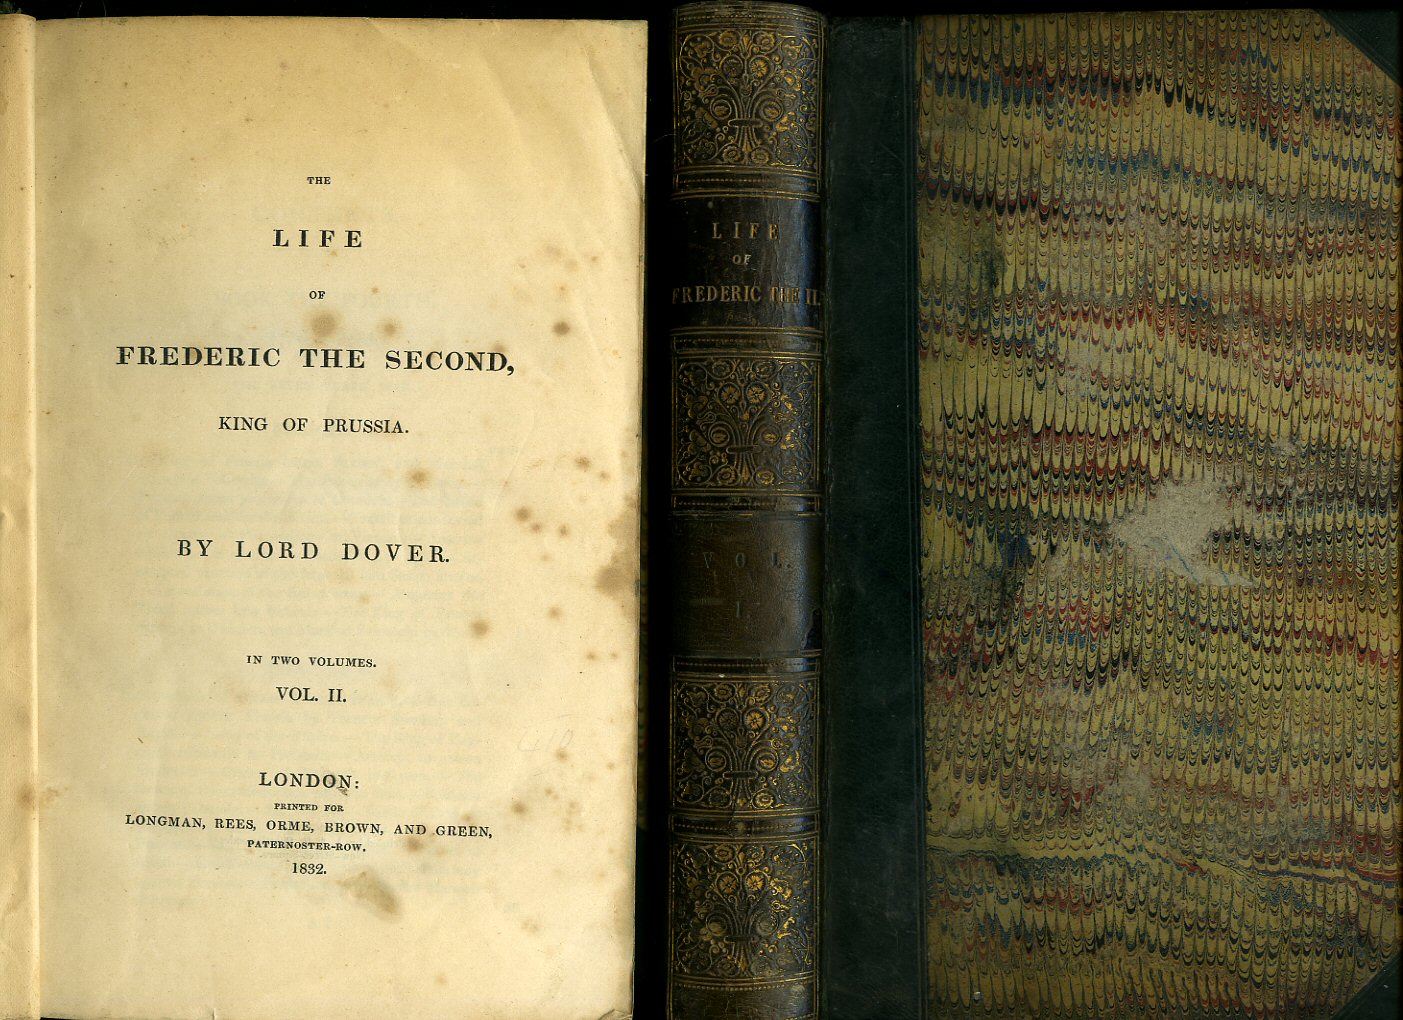 THE
LIFE
OF
FREDERIC THE SECOND,
KING OF PRUSSIA.
BY LORD DOVER.
IN TWO VOLUMES.
VOL. II.
LONDON:
PRINTED FOR
LONGMAN, REES, ORME, BROWN, AND GREEN,
PATERNOSTER-ROW.
1832.
LIFE
OF
FREDERIC THE II.
VOL.
I.